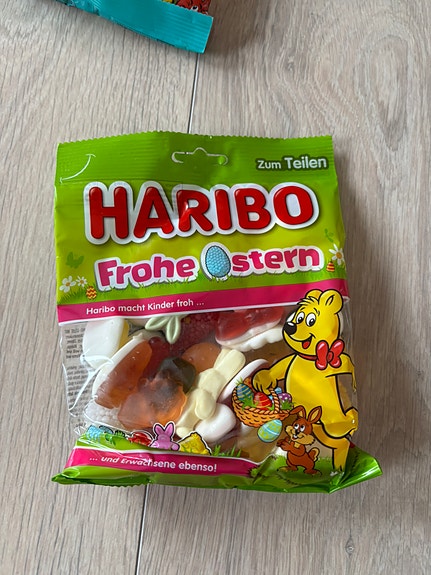 Zum Teilen
HARIBO
Frohe Ostern
Haribo macht Kinder froh ...
... und Erwachsene ebenso!